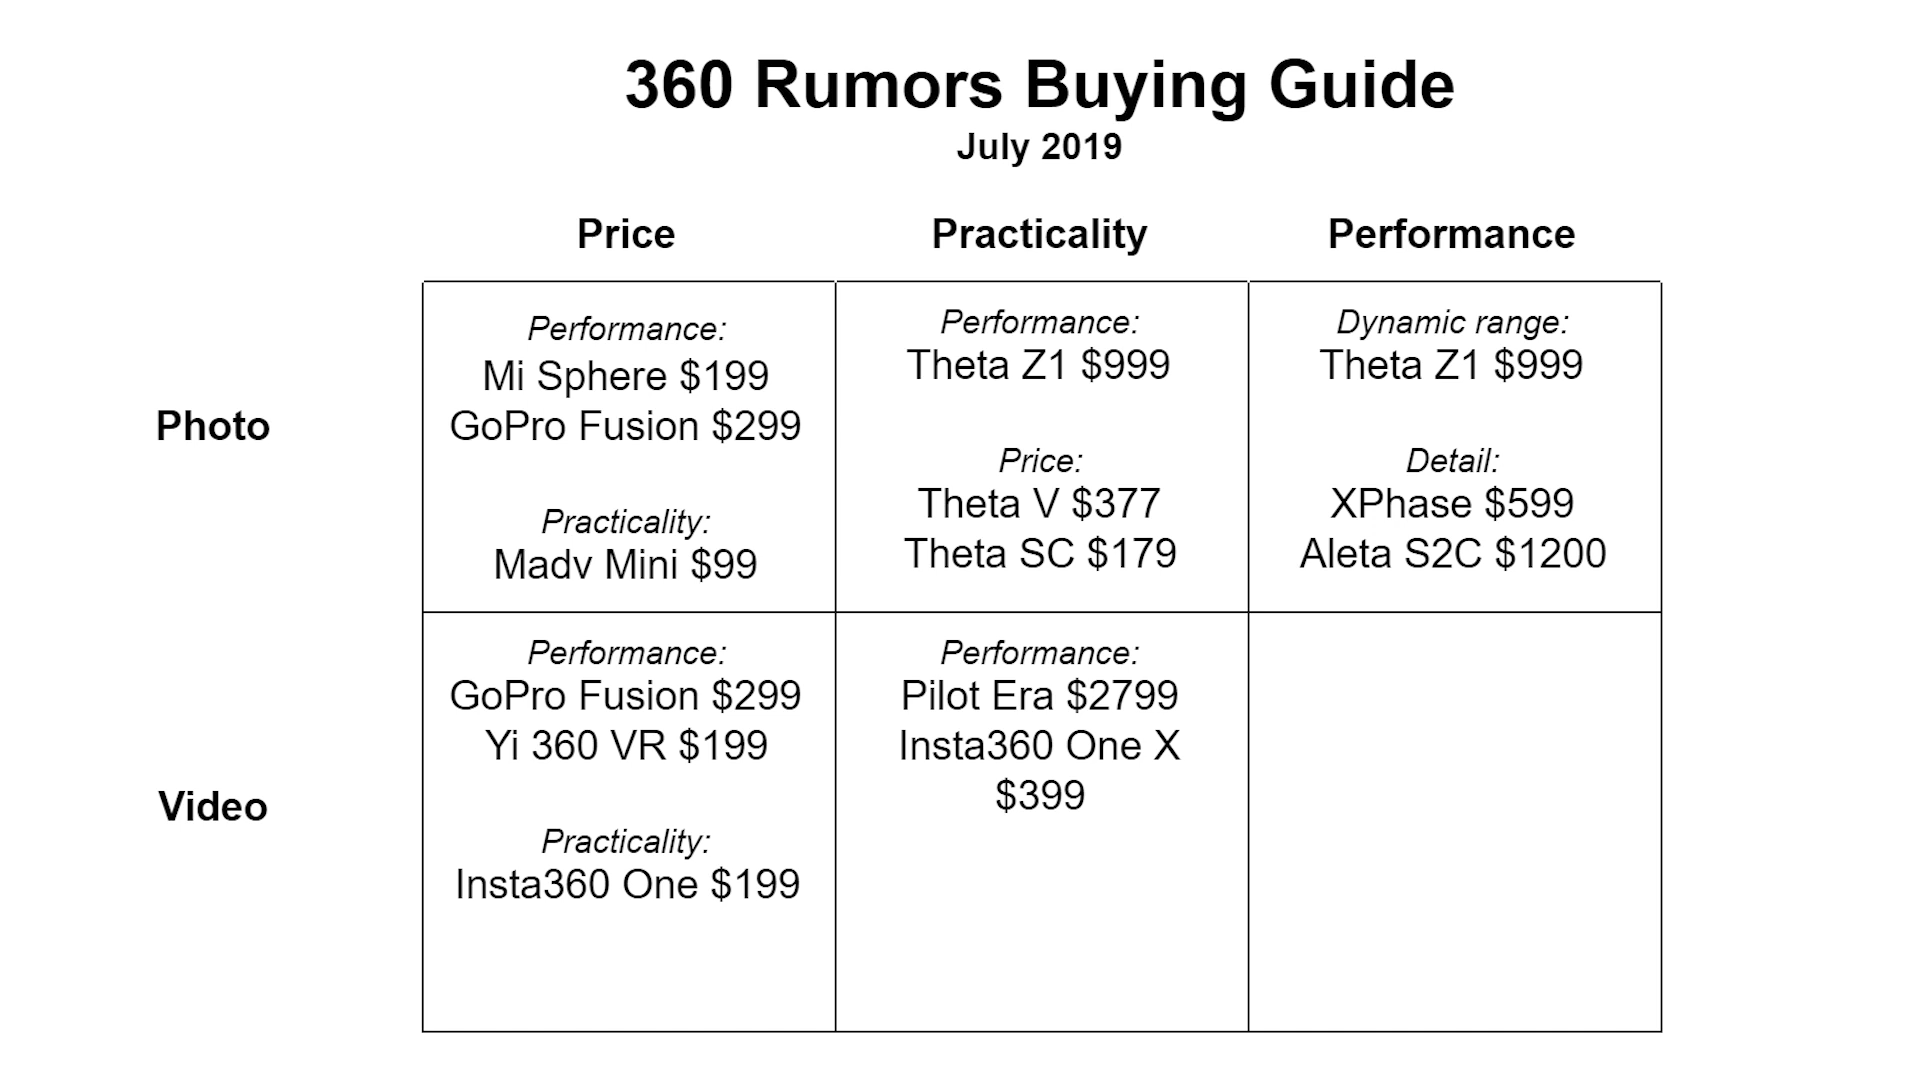 360 Rumors Buying Guide
July 2019
Price
Practicality
Performance
Photo
Performance:
Mi Sphere $199
GoPro Fusion $299
Practicality:
Madv Mini $99
Performance:
Theta Z1 $999
Price:
Theta V $377
Theta SC $179
Dynamic range:
Theta Z1 $999
Detail:
XPhase $599
Aleta S2C $1200
Video
Performance:
GoPro Fusion $299
Yi 360 VR $199
Practicality:
Insta360 One $199
Performance:
Pilot Era $2799
Insta360 One X
$399